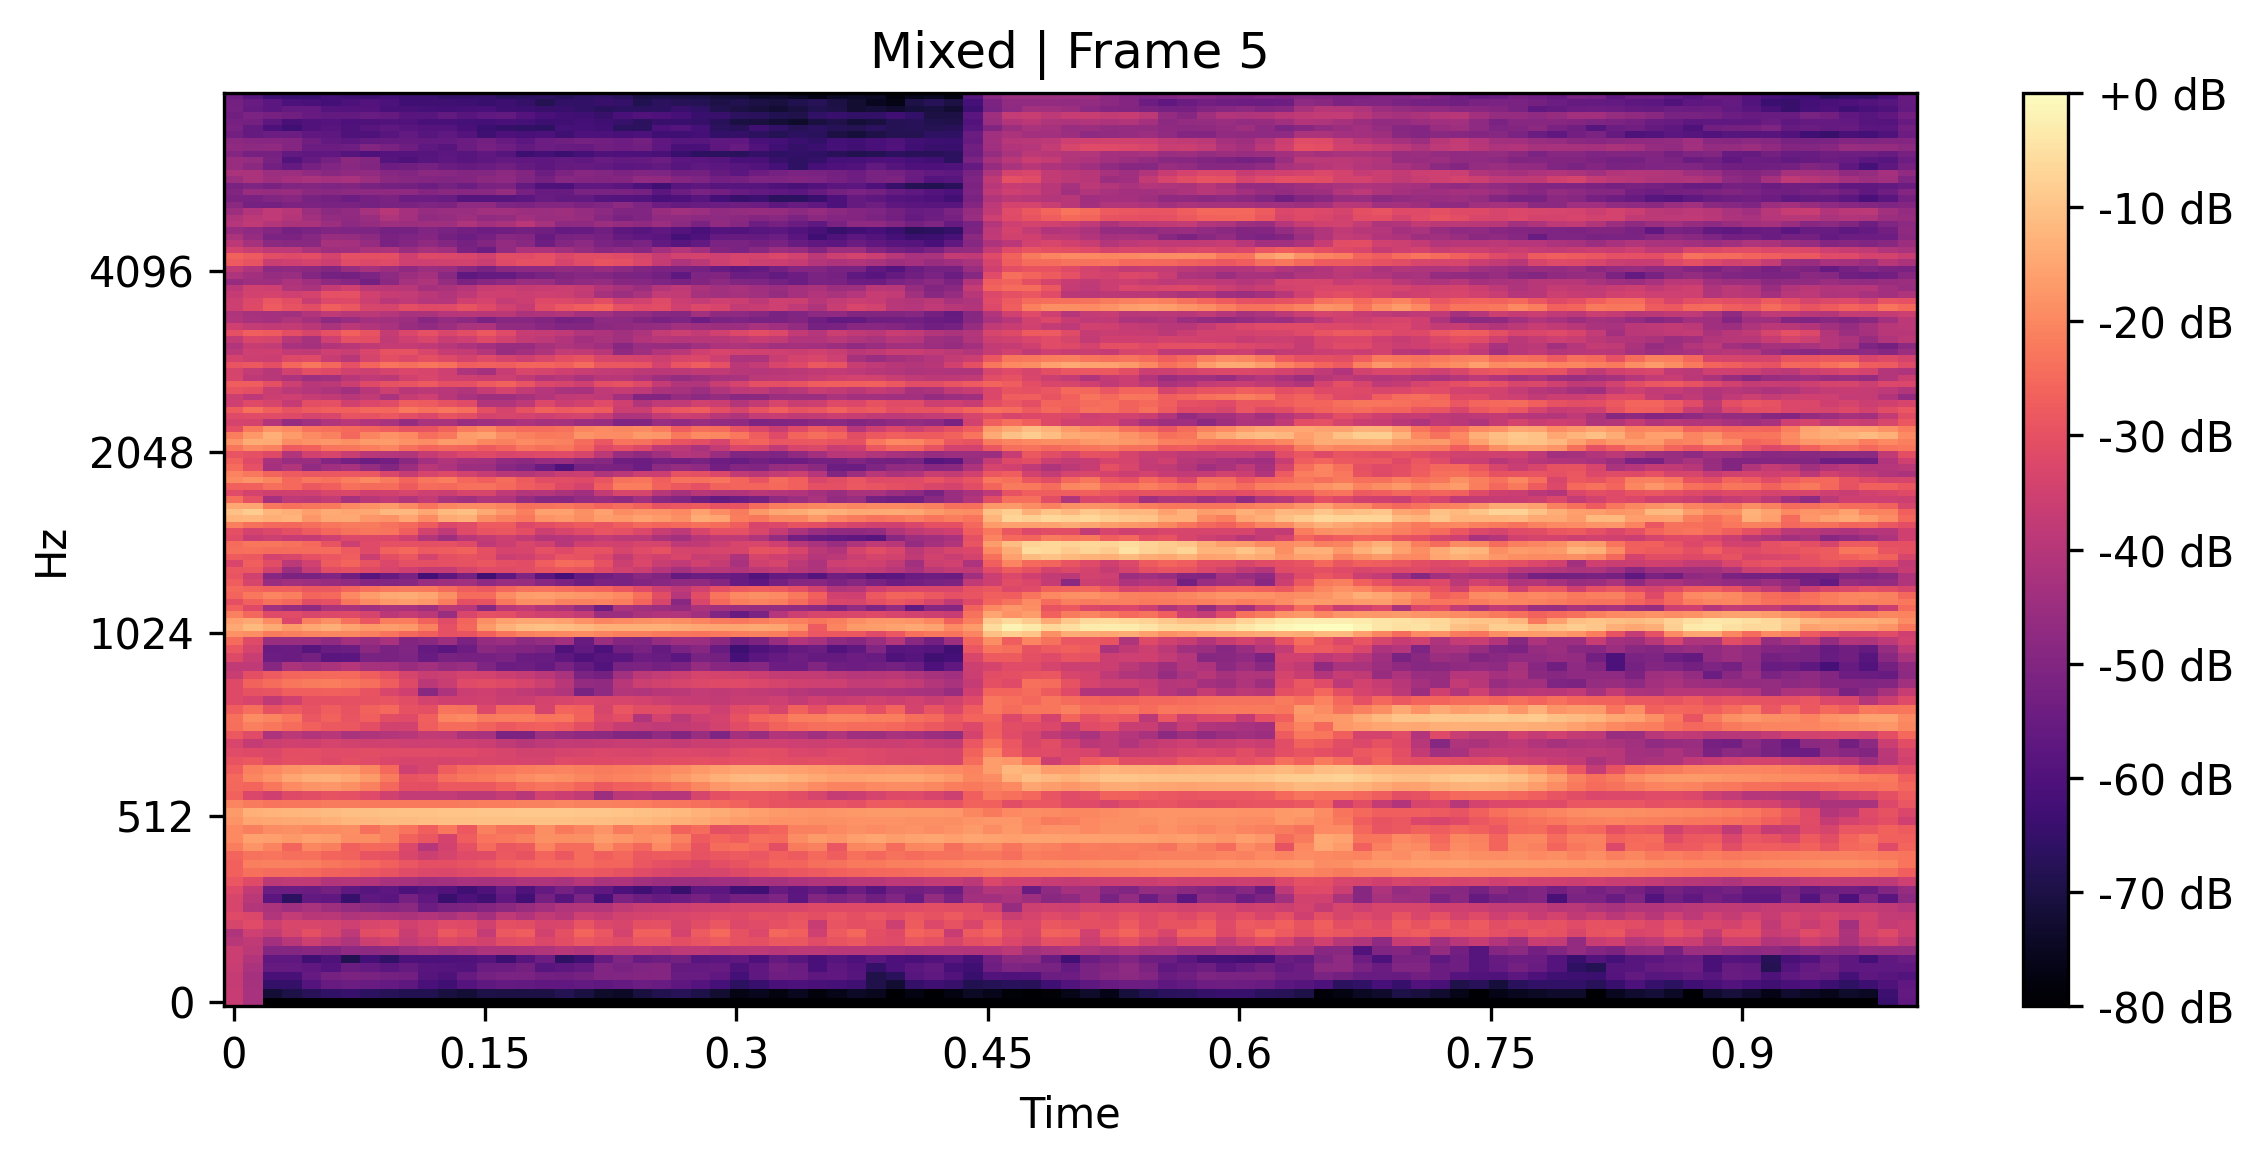 Mixed | Frame 5
Hz
4096
2048
1024
512
0
0 0.15 0.3 0.45 0.6 0.75 0.9
Time
+0 dB
-10 dB
-20 dB
-30 dB
-40 dB
-50 dB
-60 dB
-70 dB
-80 dB